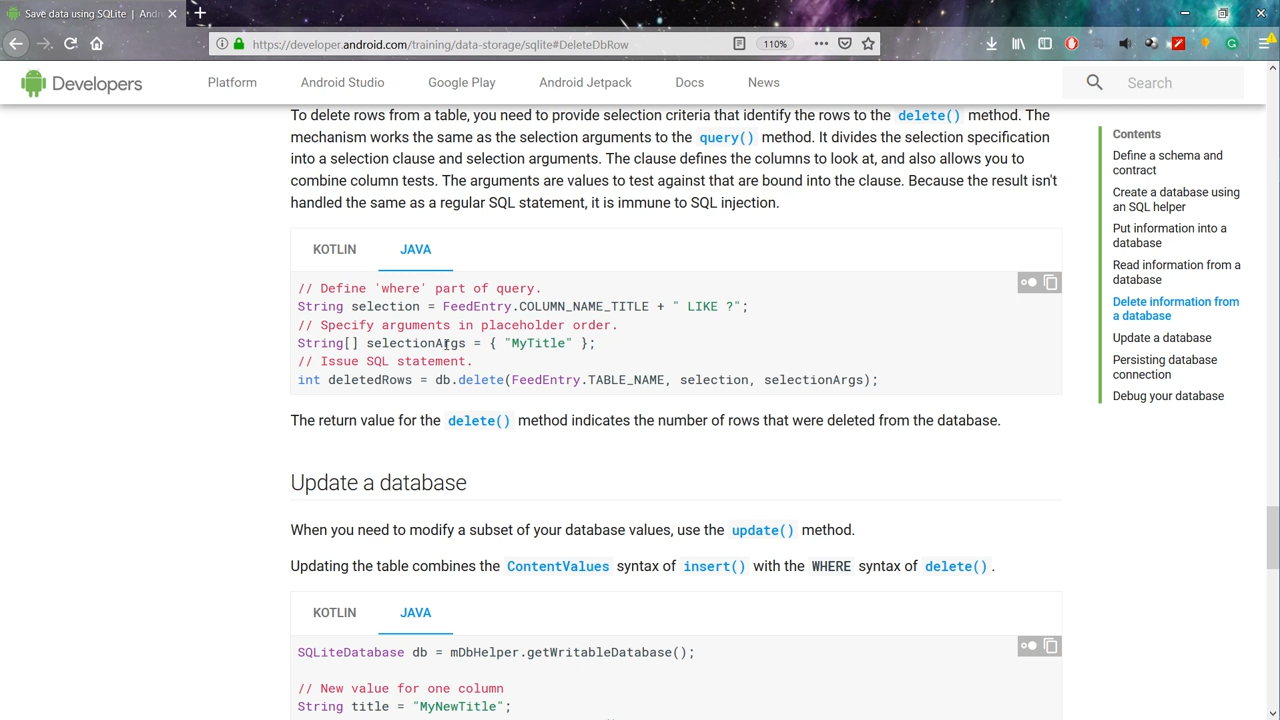 Save data using SQLite | Andr
https://developer.android.com/training/data-storage/sqlite#DeleteDbRow
110%
Developers
Platform
Android Studio
Google Play
Android Jetpack
Docs
News
Search
To delete rows from a table, you need to provide selection criteria that identify the rows to the delete() method. The
mechanism works the same as the selection arguments to the query() method. It divides the selection specification
into a selection clause and selection arguments. The clause defines the columns to look at, and also allows you to
combine column tests. The arguments are values to test against that are bound into the clause. Because the result isn't
handled the same as a regular SQL statement, it is immune to SQL injection.
KOTLIN
JAVA
// Define 'where' part of query.
String selection = FeedEntry.COLUMN_NAME_TITLE + " LIKE ?";
// Specify arguments in placeholder order.
String[] selectionArgs = { "MyTitle" };
// Issue SQL statement.
int deletedRows = db.delete(FeedEntry.TABLE_NAME, selection, selectionArgs);
The return value for the delete() method indicates the number of rows that were deleted from the database.
Update a database
When you need to modify a subset of your database values, use the update() method.
Updating the table combines the ContentValues syntax of insert() with the WHERE syntax of delete().
KOTLIN
JAVA
SQLiteDatabase db = mDbHelper.getWritableDatabase();
// New value for one column
String title = "MyNewTitle";
Contents
Define a schema and
contract
Create a database using
an SQL helper
Put information into a
database
Read information from a
database
Delete information from
a database
Update a database
Persisting database
connection
Debug your database